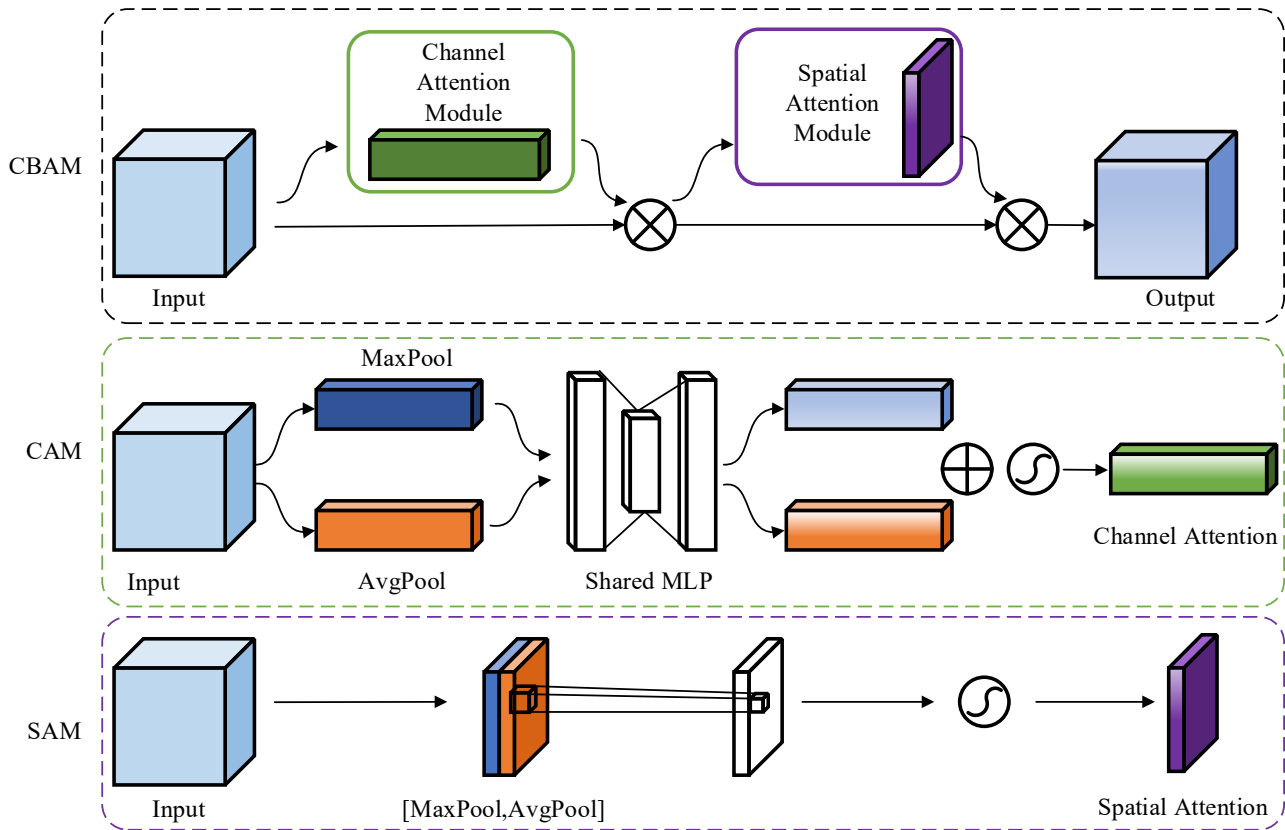 CBAM
Channel
Attention
Module
Spatial
Attention
Module
Input
Output
CAM
MaxPool
Input
AvgPool
Shared MLP
Channel Attention
SAM
Input
[MaxPool,AvgPool]
Spatial Attention